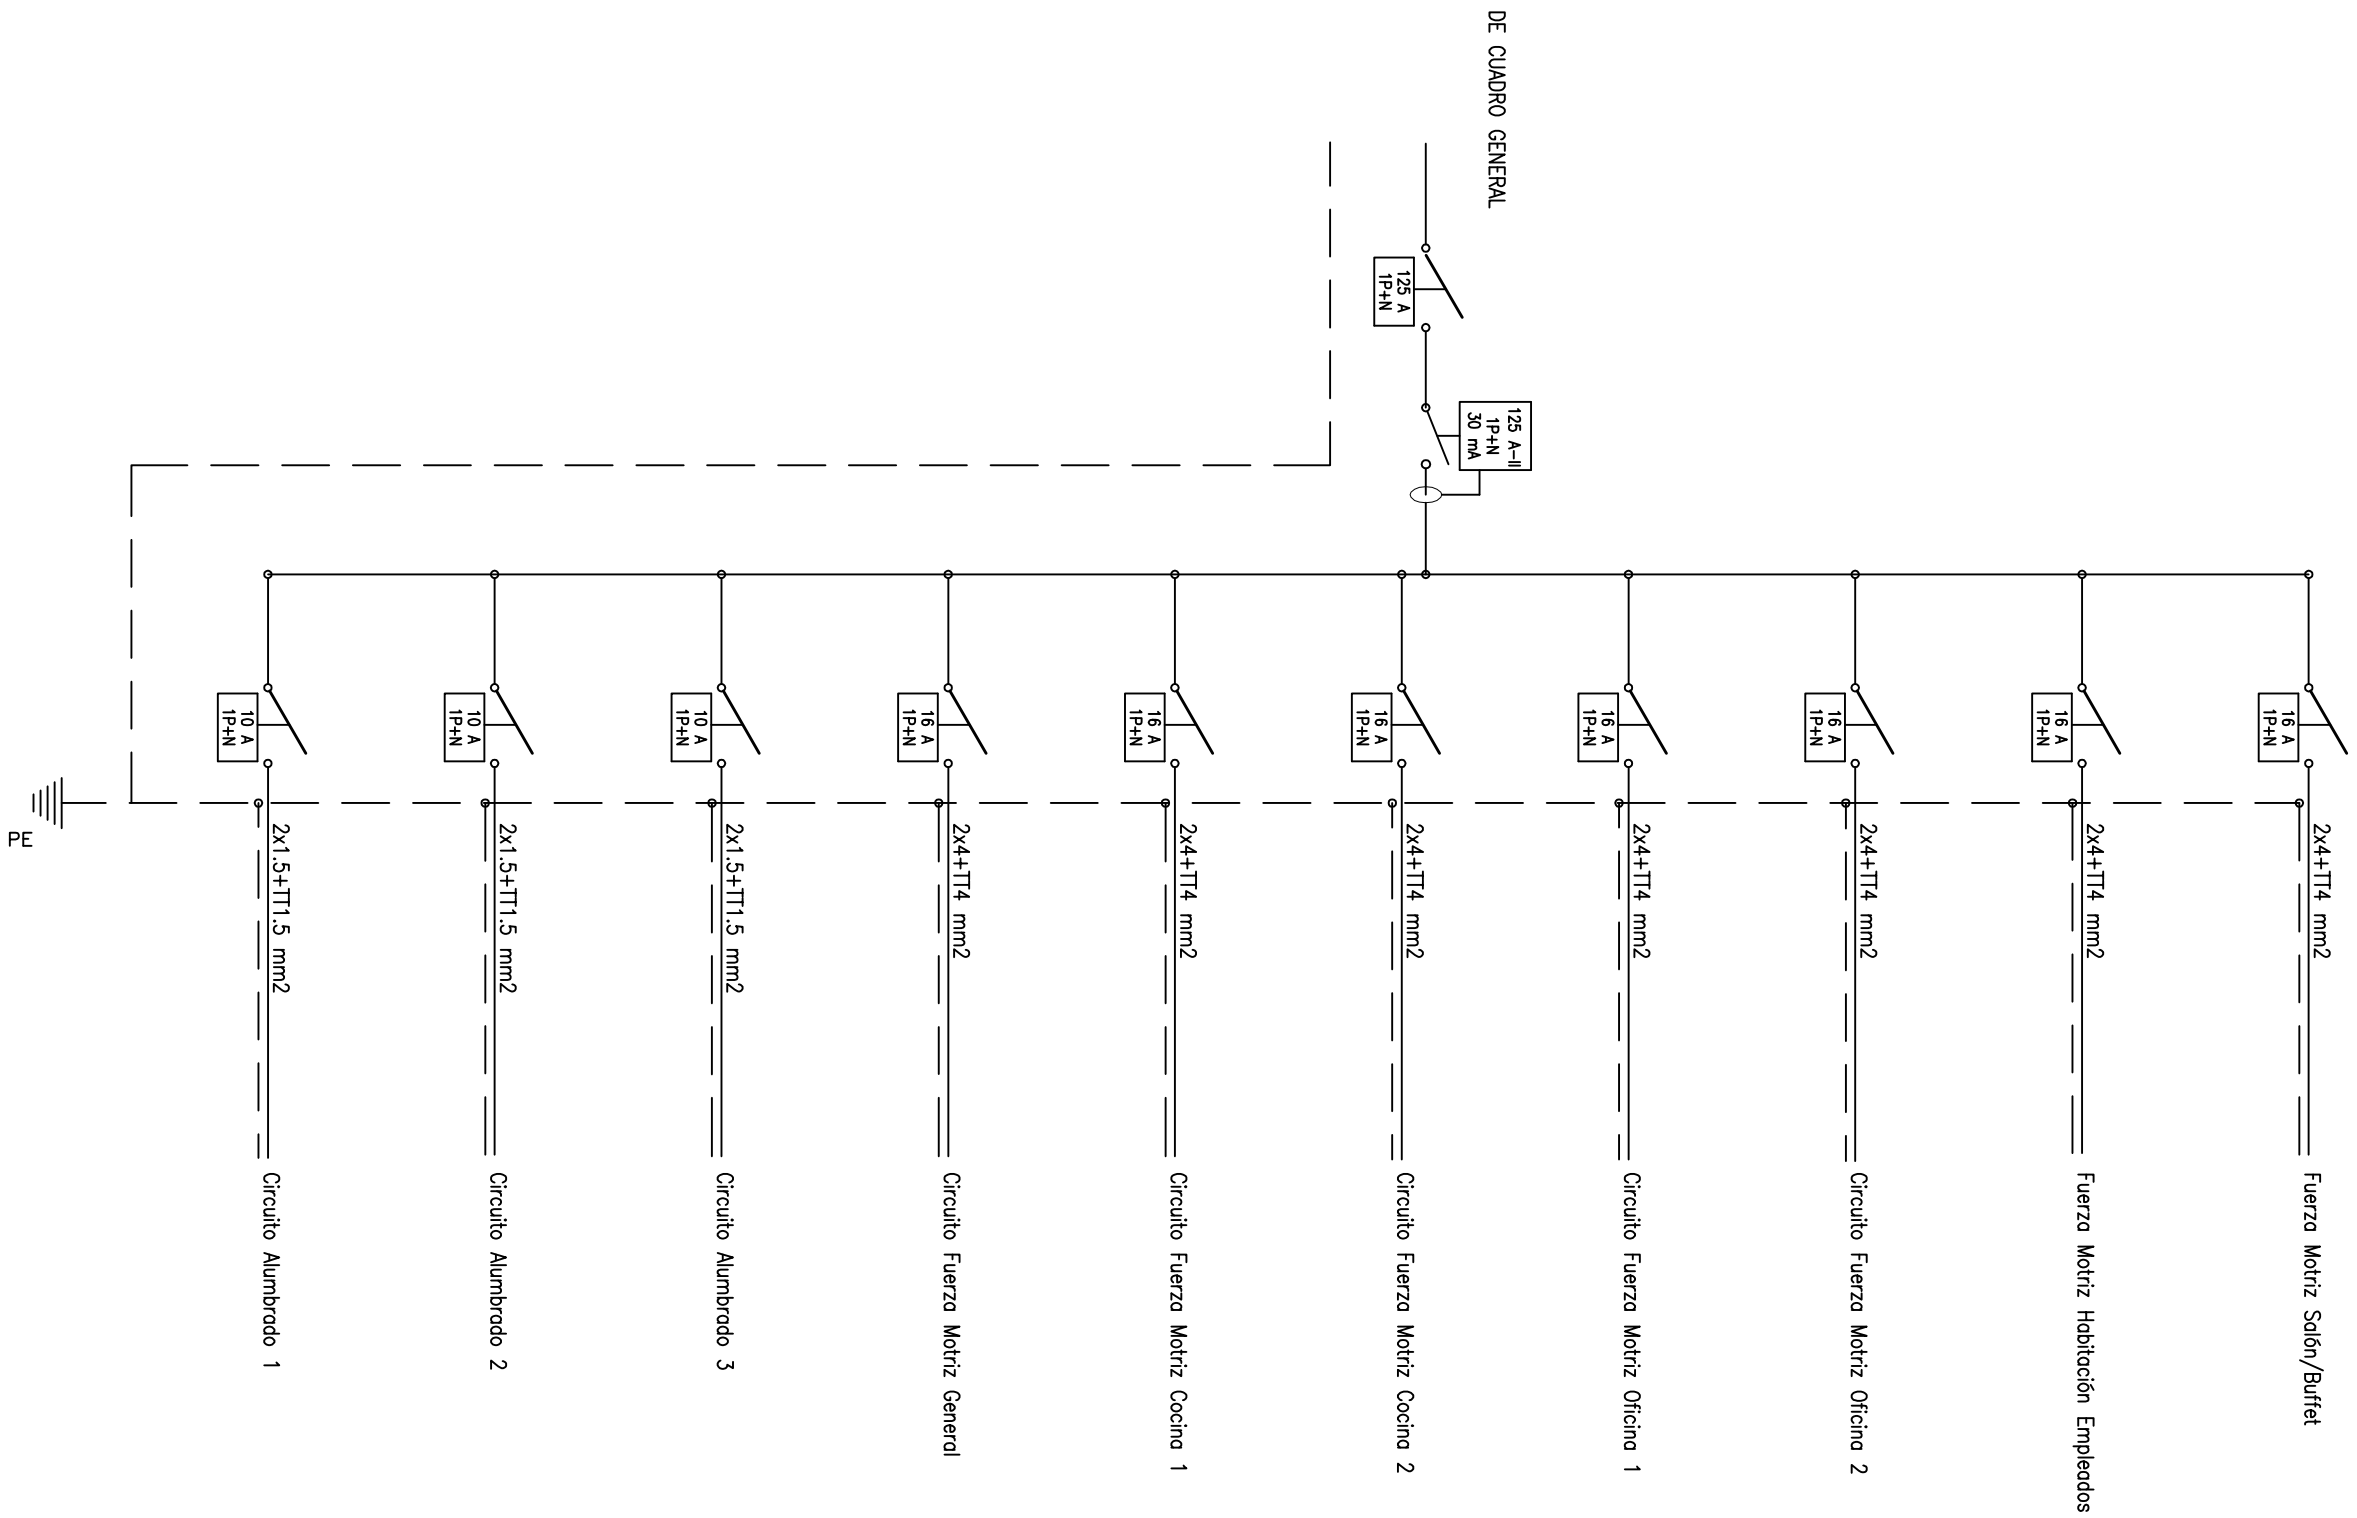 DE CUADRO GENERAL
125 A
1P+N
125 A-II
1P+N
30 mA
10 A
1P+N
10 A
1P+N
10 A
1P+N
16 A
1P+N
16 A
1P+N
16 A
1P+N
16 A
1P+N
16 A
1P+N
16 A
1P+N
16 A
1P+N
PE
2x1.5+TT1.5 mm2
2x1.5+TT1.5 mm2
2x1.5+TT1.5 mm2
2x4+TT4 mm2
2x4+TT4 mm2
2x4+TT4 mm2
2x4+TT4 mm2
2x4+TT4 mm2
2x4+TT4 mm2
2x4+TT4 mm2
Circuito Alumbrado 1
Circuito Alumbrado 2
Circuito Alumbrado 3
Circuito Fuerza Motriz General
Circuito Fuerza Motriz Cocina 1
Circuito Fuerza Motriz Cocina 2
Circuito Fuerza Motriz Oficina 1
Circuito Fuerza Motriz Oficina 2
Fuerza Motriz Habitación Empleados
Fuerza Motriz Salón/Buffet